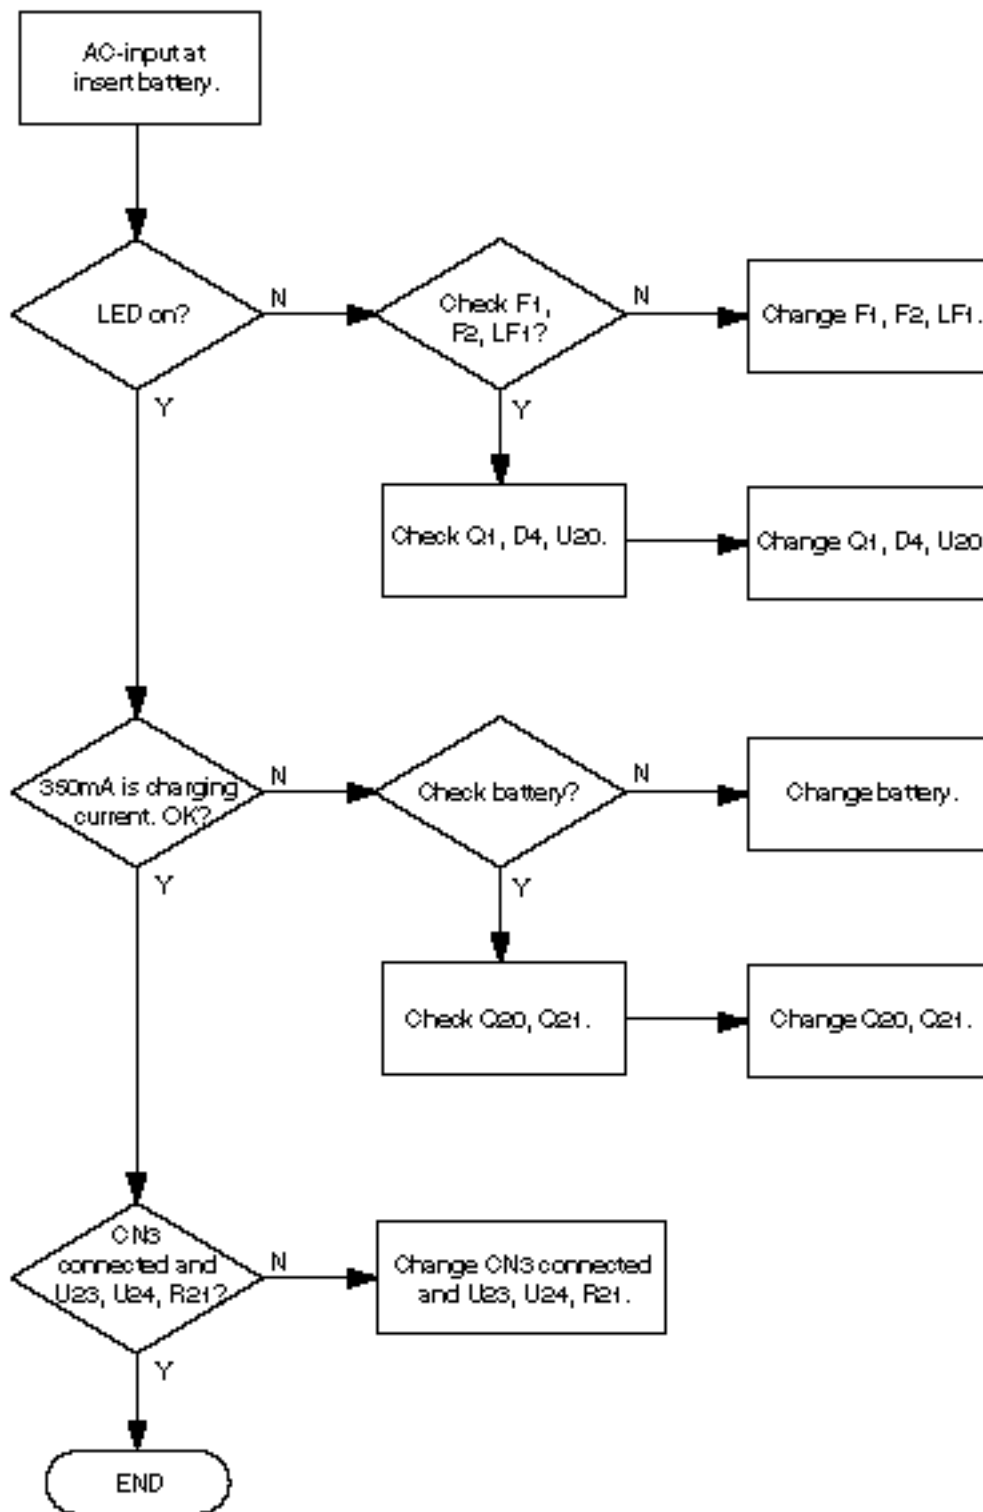 AC-input at
insert battery.
LED on?
N
Check F1,
F2, LF1?
N
Change F1, F2, LF1.
Y
Y
Check Q1, D4, U20.
Change Q1, D4, U20
350mA is charging
current. OK?
N
Check battery?
N
Change battery.
Y
Y
Check Q20, Q21.
Change Q20, Q21.
CN3
connected and
U23, U24, R21?
N
Change CN3 connected
and U23, U24, R21.
Y
END